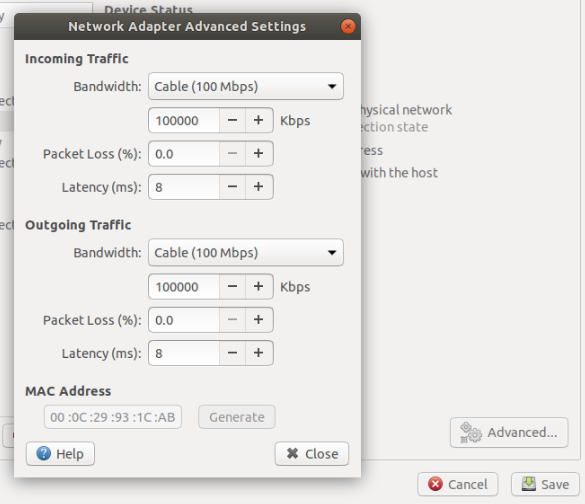 Device Status
Network Adapter Advanced Settings
Incoming Traffic
Bandwidth: Cable (100 Mbps)
100000 − + Kbps
Packet Loss (%): 0.0 − +
Latency (ms): 8 − +
Outgoing Traffic
Bandwidth: Cable (100 Mbps)
100000 − + Kbps
Packet Loss (%): 0.0 − +
Latency (ms): 8 − +
MAC Address
00 :0C :29 :93 :1C :AB Generate
Help Close
hysical network
ection state
ress
with the host
Advanced...
Cancel Save